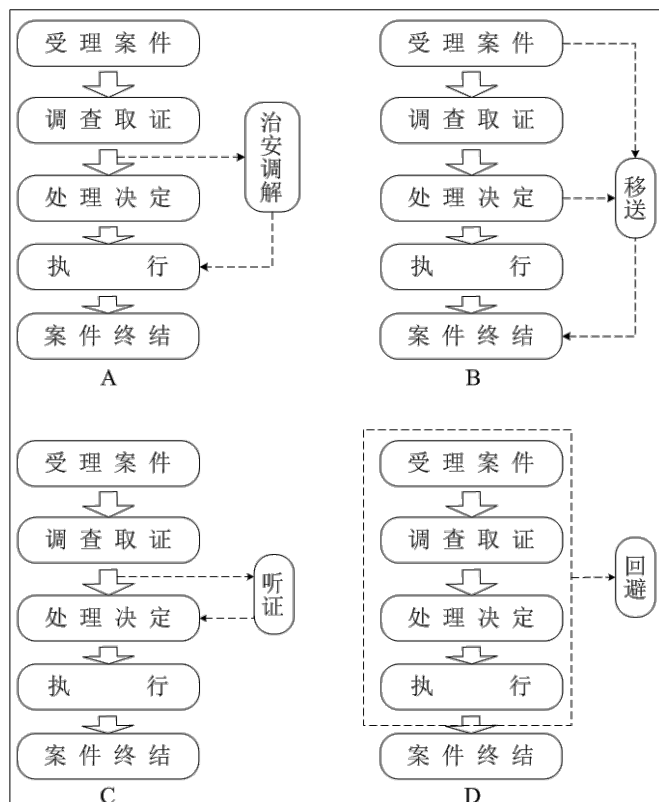 受理案件
调查取证
处理决定
执行
案件终结
治安调解
A
受理案件
调查取证
处理决定
执行
案件终结
移送
B
受理案件
调查取证
处理决定
执行
案件终结
听证
C
受理案件
调查取证
处理决定
执行
案件终结
回避
D